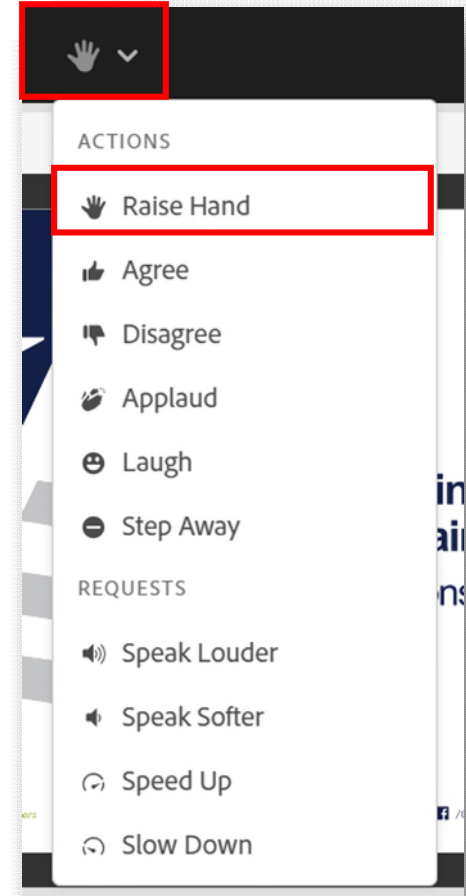 ACTIONS
Raise Hand
Agree
Disagree
Applaud
Laugh
Step Away
REQUESTS
Speak Louder
Speak Softer
Speed Up
Slow Down